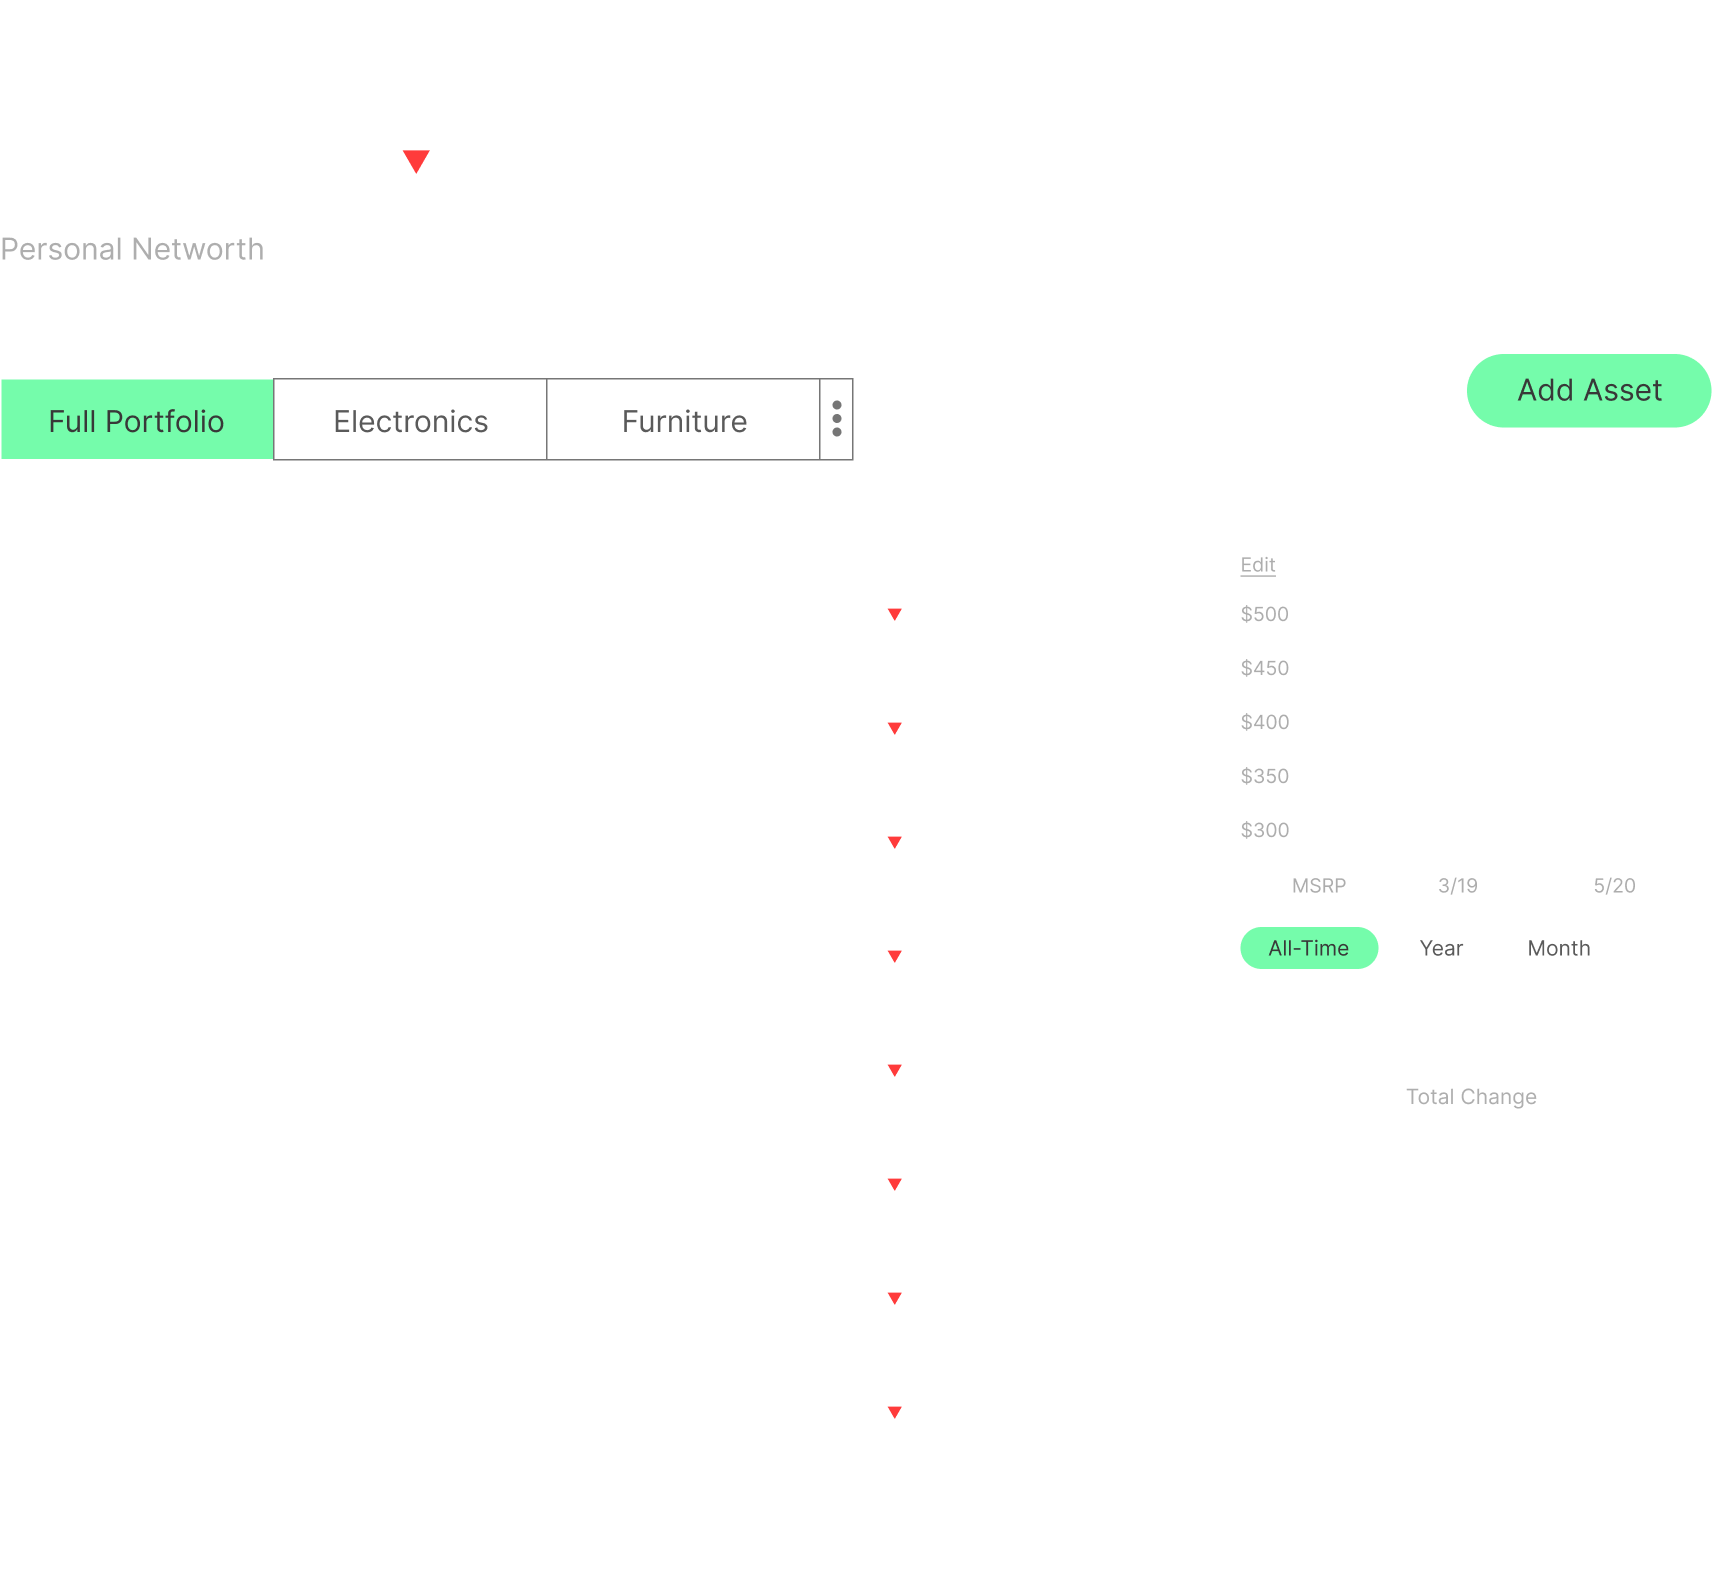 Personal Networth
Add Asset
Full Portfolio Electronics Furniture
Edit
$500
$450
$400
$350
$300
MSRP 3/19 5/20
All-Time Year Month
Total Change